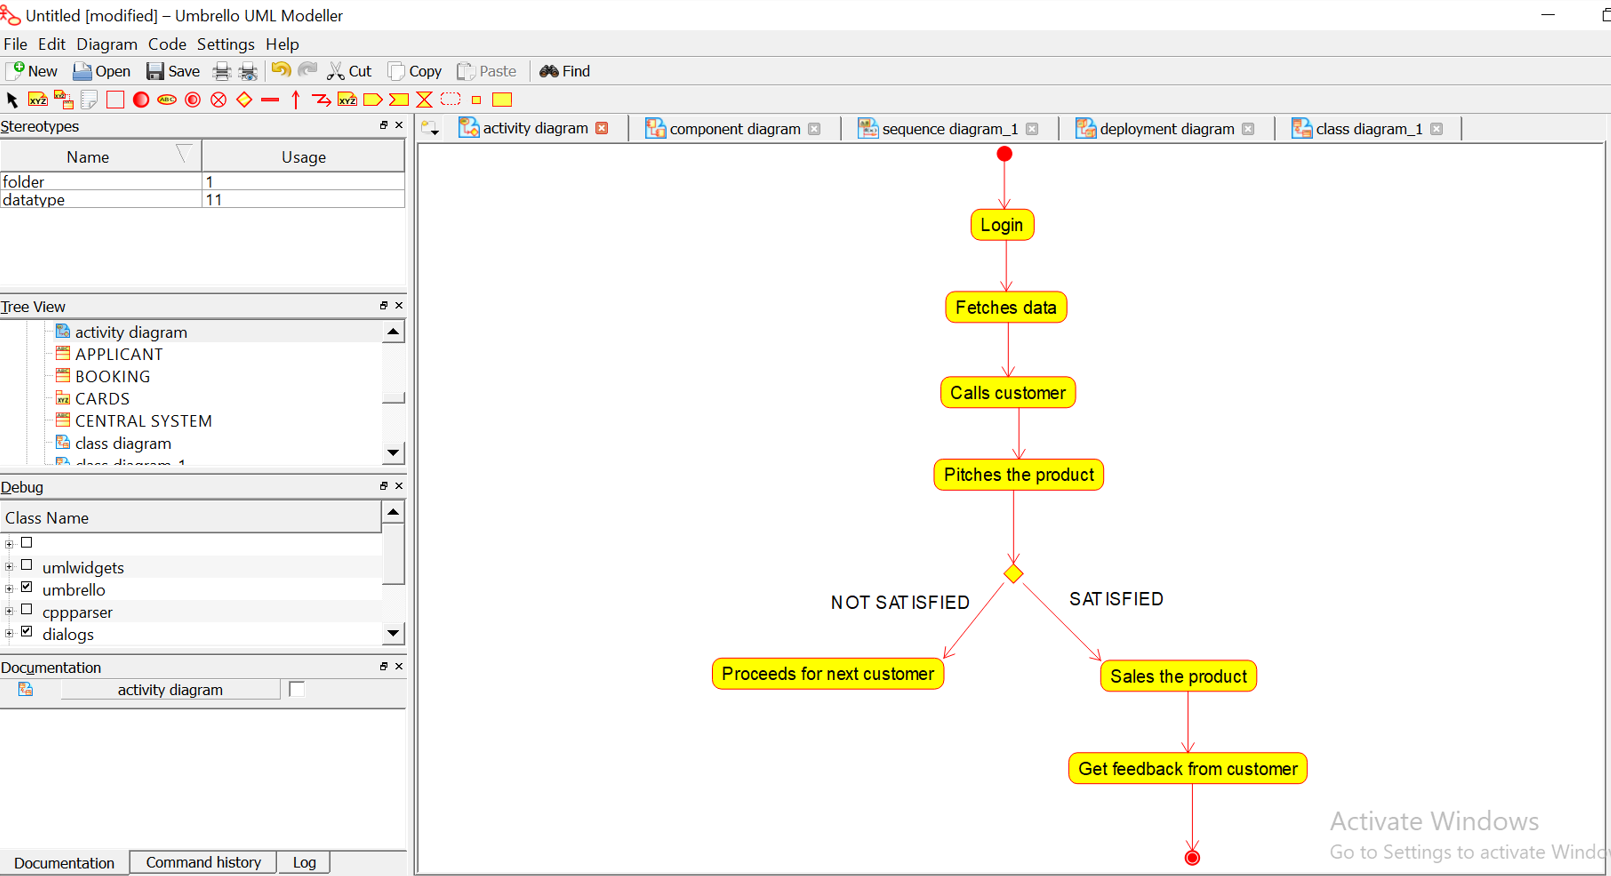 Untitled [modified] – Umbrello UML Modeller
File Edit Diagram Code Settings Help
New Open Save Cut Copy Paste Find
Stereotypes
Name Usage
folder 1
datatype 11
Tree View
activity diagram
APPLICANT
BOOKING
CARDS
CENTRAL SYSTEM
class diagram
class diagram_1
Debug
Class Name
umlwidgets
umbrello
cppparser
dialogs
Documentation
activity diagram
Documentation Command history Log
activity diagram component diagram sequence diagram_1 deployment diagram class diagram_1
Login
Fetches data
Calls customer
Pitches the product
NOT SATISFIED SATISFIED
Proceeds for next customer Sales the product
Get feedback from customer
Activate Windows
Go to Settings to activate Windo